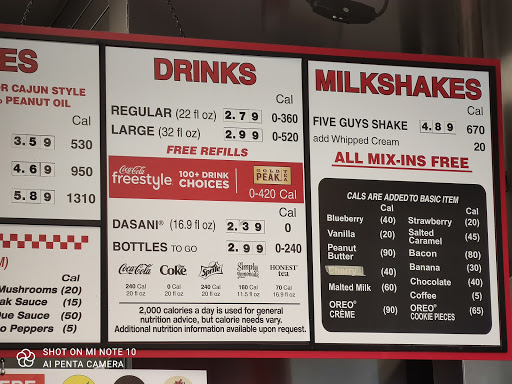 ES
OR CAJUN STYLE
PEANUT OIL
Cal
3.59 530
4.69 950
5.89 1310
M)
Cal
Mushrooms (20)
ak Sauce (15)
que Sauce (50)
o Peppers (5)
DRINKS
Cal
REGULAR (22 fl oz) 2.79 0-360
LARGE (32 fl oz) 2.99 0-520
FREE REFILLS
Coca-Cola
freestyle
100+ DRINK
CHOICES
GOLD
PEAK
TEA
0-420 Cal
DASANI® (16.9 fl oz) 2.39 0
BOTTLES TO GO 2.99 0-240
Coca-Cola Coke Sprite Simply Lemonade HONEST tea
240 Cal 0 Cal 240 Cal 160 Cal 70 Cal
20 fl oz 20 fl oz 20 fl oz 11.5 fl oz 16.9 fl oz
2,000 calories a day is used for general
nutrition advice, but calorie needs vary.
Additional nutrition information available upon request.
MILKSHAKES
Cal
FIVE GUYS SHAKE 4.89 670
add Whipped Cream 20
ALL MIX-INS FREE
CALS ARE ADDED TO BASIC ITEM
Cal Cal
Blueberry (40) Strawberry (20)
Vanilla (20) Salted Caramel (45)
Peanut Butter (90) Bacon (80)
Cherry (40) Banana (30)
Malted Milk (60) Chocolate (40)
Coffee (5)
OREO® CRÈME (90) OREO® COOKIE PIECES (65)
SHOT ON MI NOTE 10
AI PENTA CAMERA